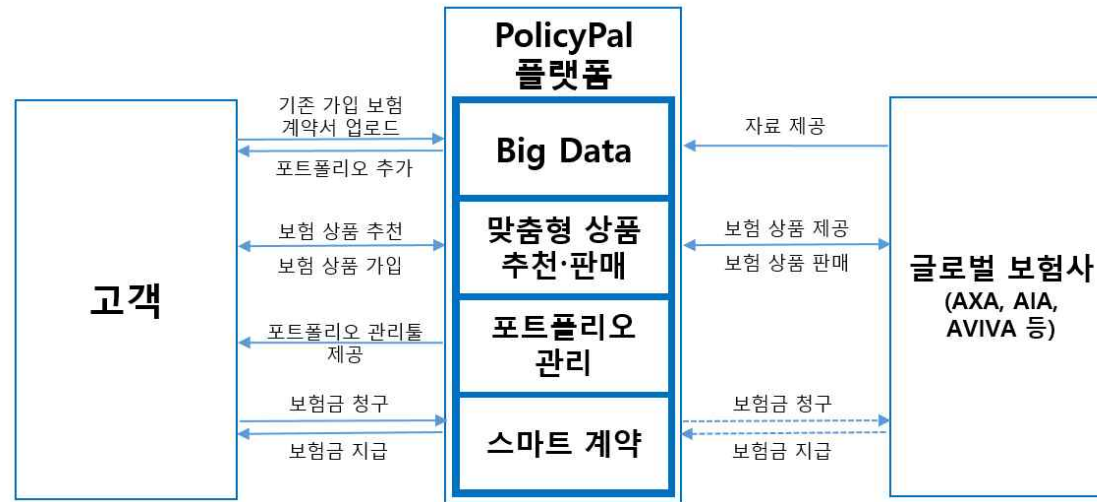 PolicyPal
플랫폼
기존 가입 보험
계약서 업로드
포트폴리오 추가
Big Data
자료 제공
보험 상품 추천
보험 상품 가입
맞춤형 상품
추천·판매
보험 상품 제공
보험 상품 판매
고객
글로벌 보험사
(AXA, AIA,
AVIVA 등)
포트폴리오 관리툴
제공
포트폴리오
관리
보험금 청구
보험금 지급
스마트 계약
보험금 청구
보험금 지급